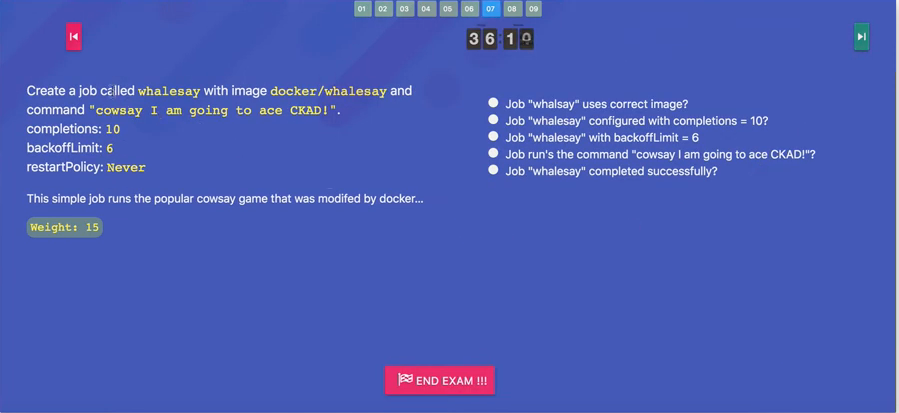 01 02 03 04 05 06 07 08 09
36:1
Create a job called whalesay with image docker/whalesay and
command "cowsay I am going to ace CKAD!".
completions: 10
backoffLimit: 6
restartPolicy: Never
This simple job runs the popular cowsay game that was modifed by docker...
Weight: 15
Job "whalsay" uses correct image?
Job "whalesay" configured with completions = 10?
Job "whalesay" with backoffLimit = 6
Job run's the command "cowsay I am going to ace CKAD!"?
Job "whalesay" completed successfully?
END EXAM !!!